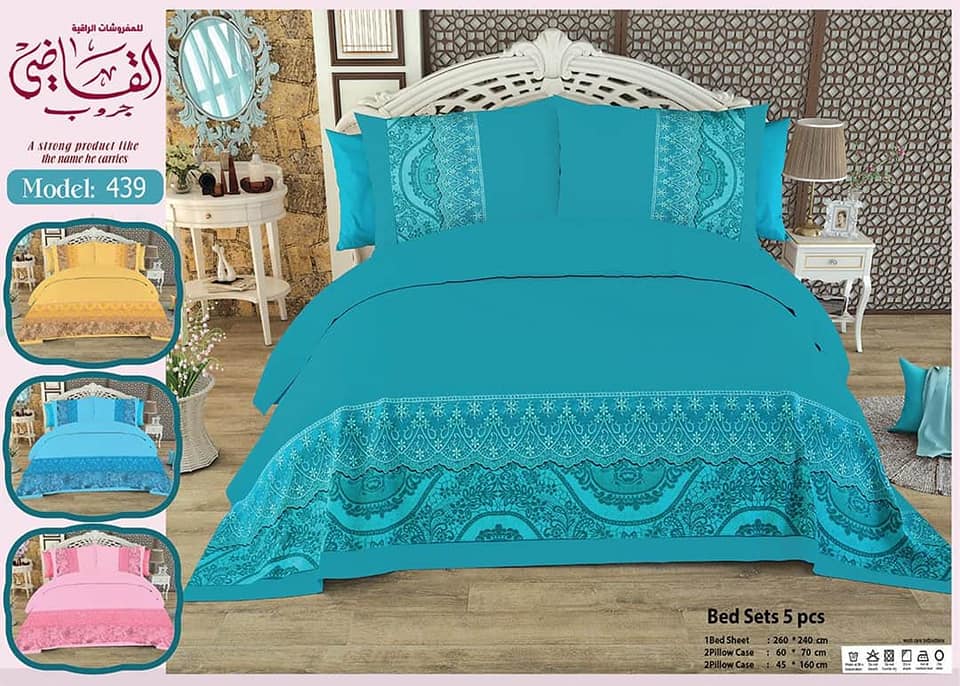 للمفروشات الراقية
القاضي
جروب
A strong product like
the name he carries
Model: 439
Bed Sets 5 pcs
1Bed Sheet : 260 * 240 cm
2Pillow Case : 60 * 70 cm
2Pillow Case : 45 * 160 cm